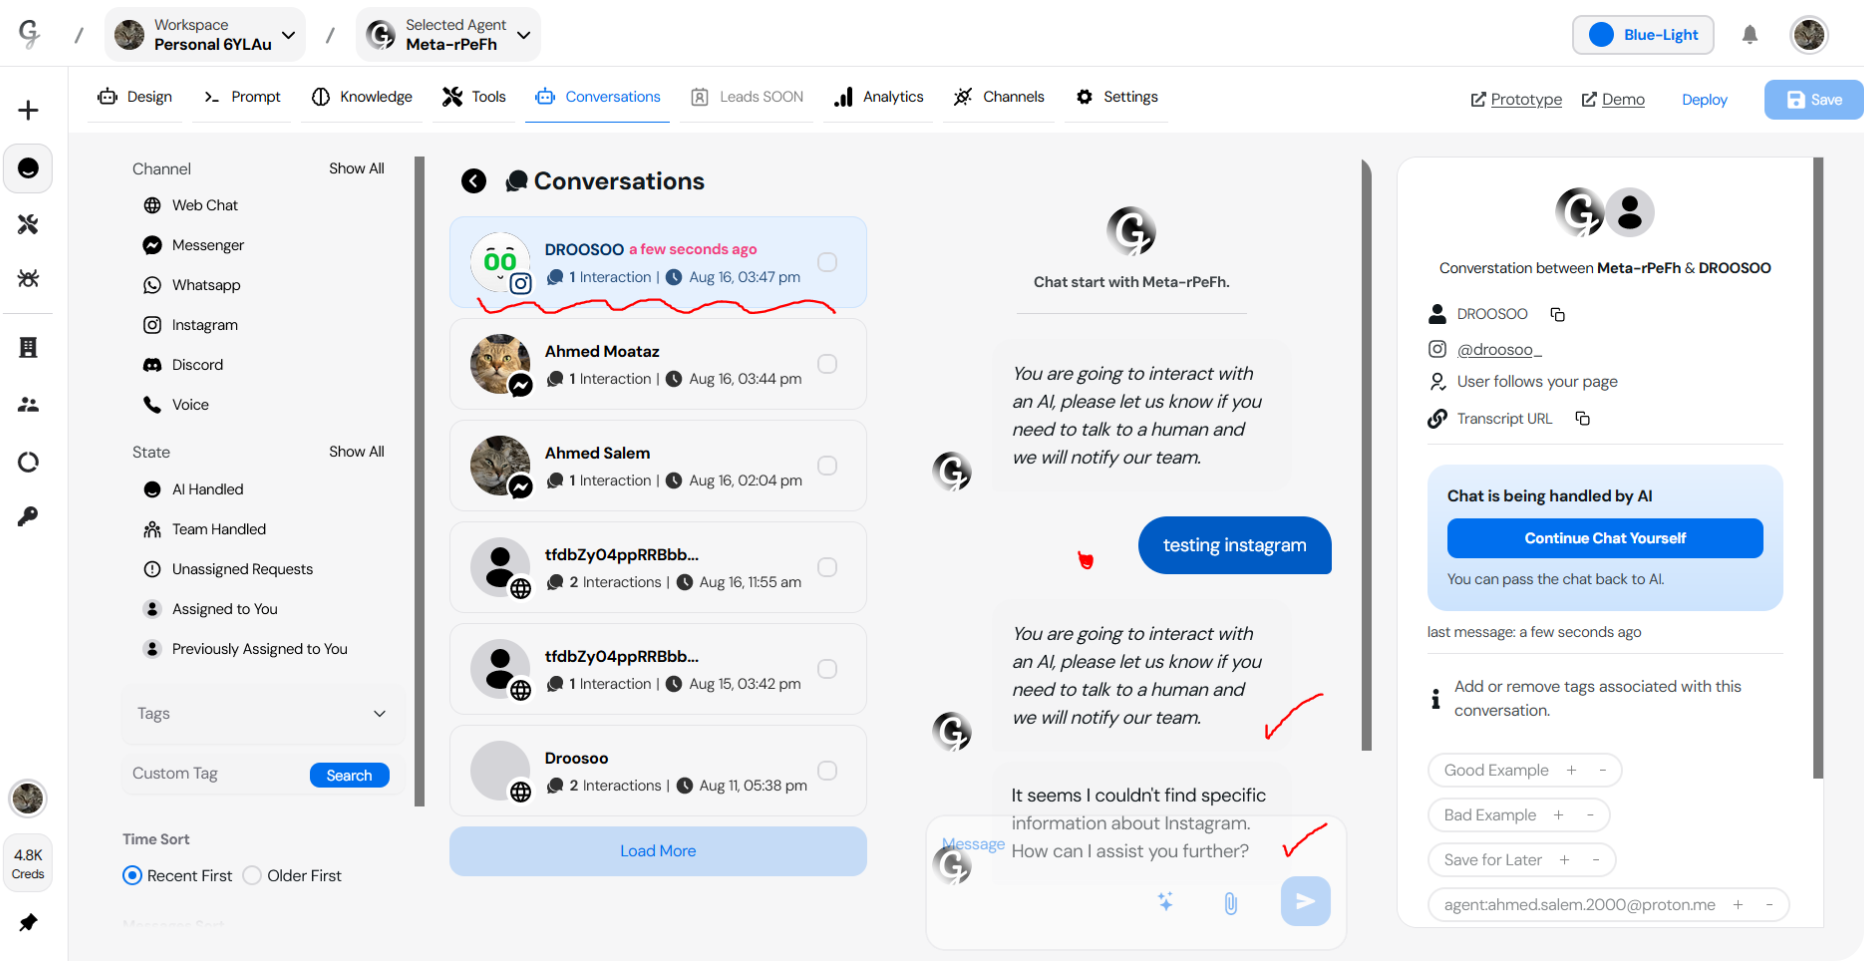 Workspace
Personal 6YLAu
Selected Agent
Meta-rPeFh
Blue-Light
Design
Prompt
Knowledge
Tools
Conversations
Leads SOON
Analytics
Channels
Settings
Prototype
Demo
Deploy
Save
4.8K
Creds
Channel
Show All
Web Chat
Messenger
Whatsapp
Instagram
Discord
Voice
State
Show All
AI Handled
Team Handled
Unassigned Requests
Assigned to You
Previously Assigned to You
Tags
Custom Tag
Search
Time Sort
Recent First
Older First
Conversations
DROOSOO a few seconds ago
1 Interaction | Aug 16, 03:47 pm
Ahmed Moataz
1 Interaction | Aug 16, 03:44 pm
Ahmed Salem
1 Interaction | Aug 16, 02:04 pm
tfdbZy04ppRRBbb...
2 Interactions | Aug 16, 11:55 am
tfdbZy04ppRRBbb...
1 Interaction | Aug 15, 03:42 pm
Droosoo
2 Interactions | Aug 11, 05:38 pm
Load More
Chat start with Meta-rPeFh.
You are going to interact with
an AI, please let us know if you
need to talk to a human and
we will notify our team.
testing instagram
You are going to interact with
an AI, please let us know if you
need to talk to a human and
we will notify our team.
It seems I couldn't find specific
information about Instagram.
How can I assist you further?
Message
Converstation between Meta-rPeFh & DROOSOO
DROOSOO
@droosoo_
User follows your page
Transcript URL
Chat is being handled by AI
Continue Chat Yourself
You can pass the chat back to AI.
last message: a few seconds ago
Add or remove tags associated with this
conversation.
Good Example + -
Bad Example + -
Save for Later + -
agent:ahmed.salem.2000@proton.me + -